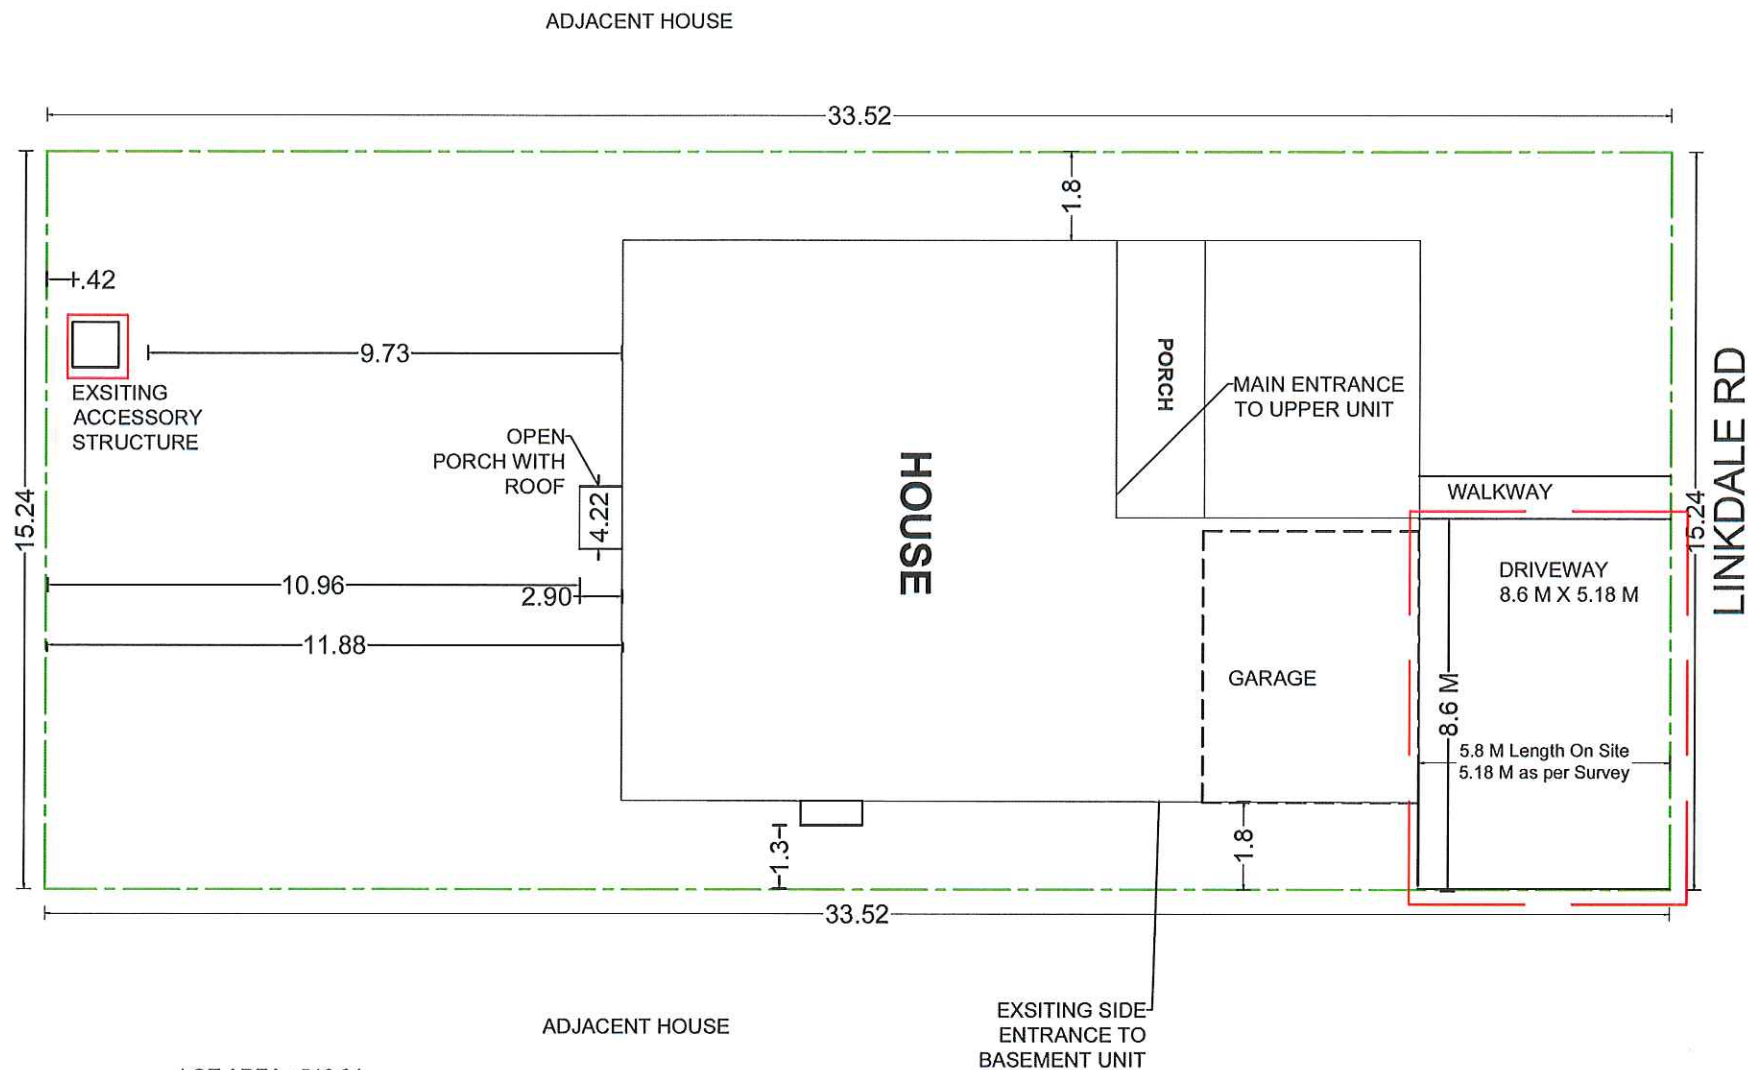 ADJACENT HOUSE
33.52
1.8
.42
9.73
EXSITING
ACCESSORY
STRUCTURE
OPEN
PORCH WITH
ROOF
4.22
15.24
10.96
2.90
11.88
HOUSE
PORCH
MAIN ENTRANCE
TO UPPER UNIT
WALKWAY
15.24
LINKDALE RD
DRIVEWAY
8.6 M X 5.18 M
GARAGE
8.6 M
5.8 M Length On Site
5.18 M as per Survey
1.3
1.8
33.52
EXSITING SIDE
ENTRANCE TO
BASEMENT UNIT
ADJACENT HOUSE